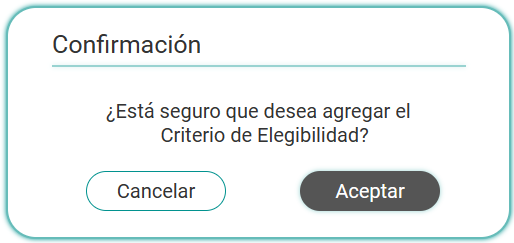 Confirmación
¿Está seguro que desea agregar el
Criterio de Elegibilidad?
Cancelar
Aceptar